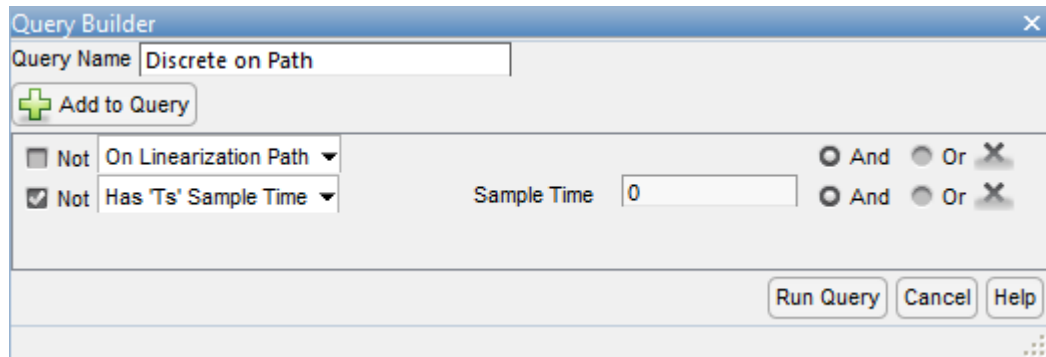 Query Builder
Query Name Discrete on Path
Add to Query
Not On Linearization Path And Or
Not Has 'Ts' Sample Time Sample Time 0 And Or
Run Query Cancel Help